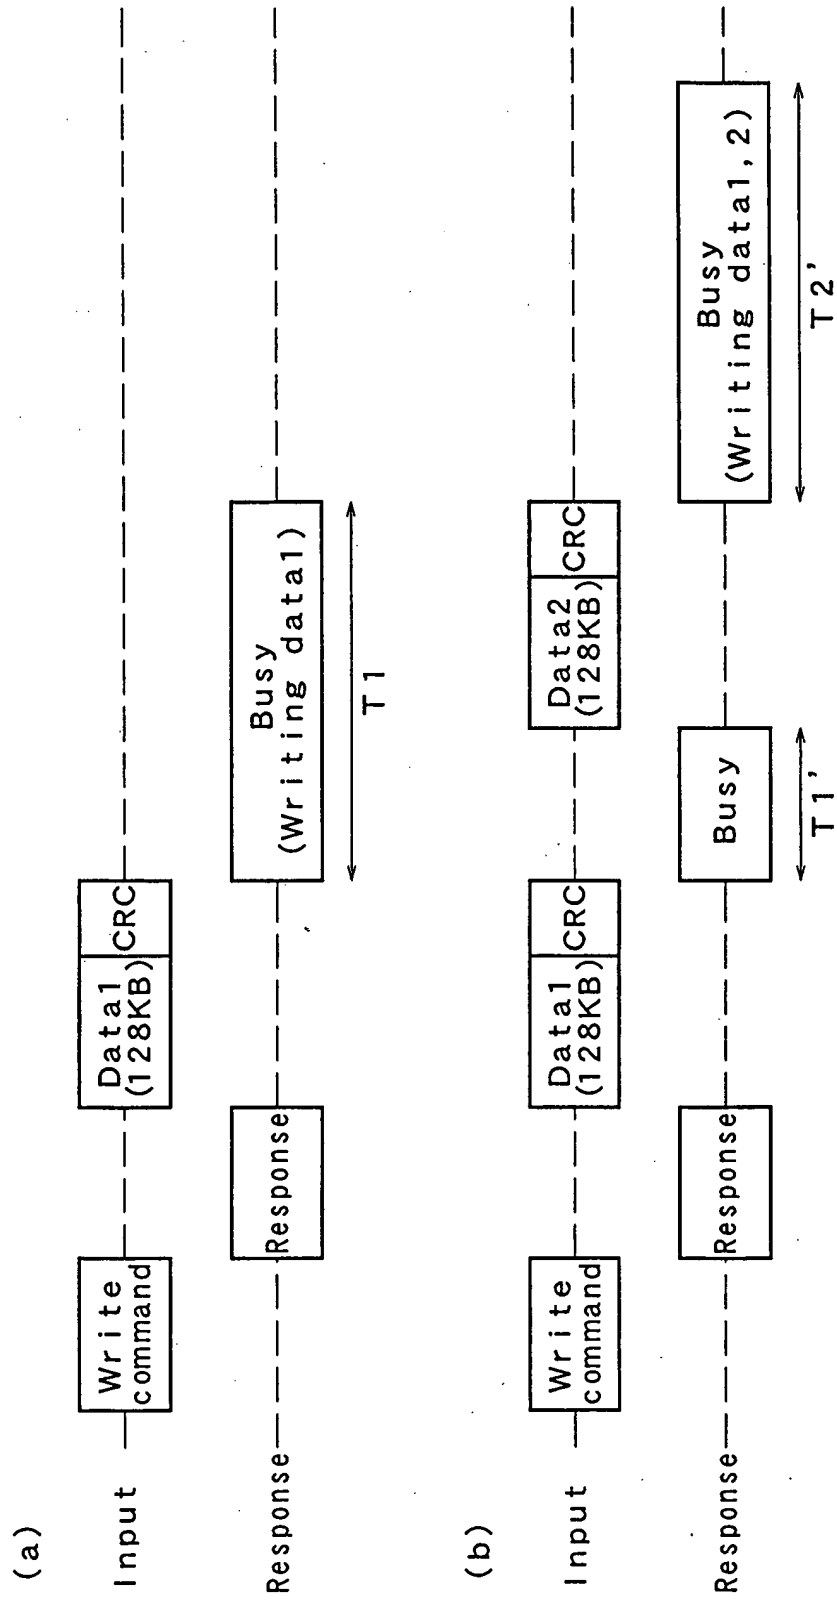 (a)
Input
Write
command
Data1
(128KB)
CRC
Response
Response
Busy
(Writing data1)
T1
(b)
Input
Write
command
Data1
(128KB)
CRC
Data2
(128KB)
CRC
Response
Response
Busy
Busy
(Writing data1,2)
T1'
T2'